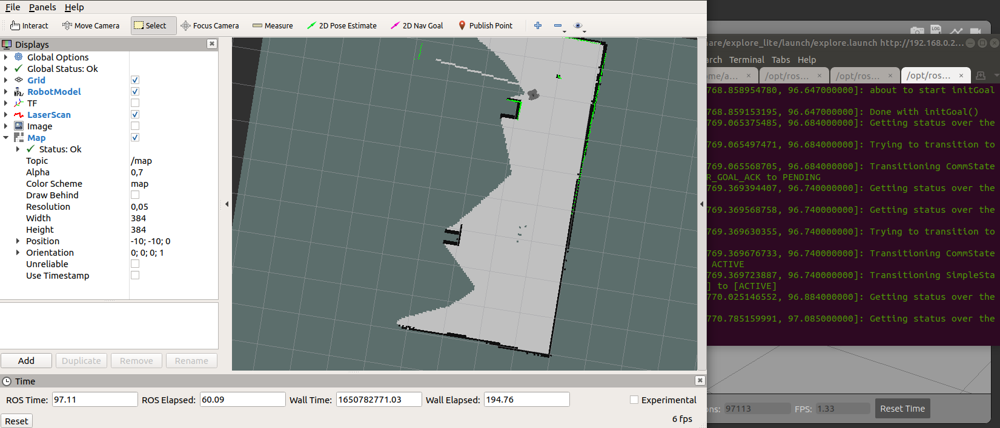 File Panels Help
Interact Move Camera Select Focus Camera Measure 2D Pose Estimate 2D Nav Goal Publish Point
Displays
Global Options
Global Status: Ok
Grid
RobotModel
TF
LaserScan
Image
Map
Status: Ok
Topic /map
Alpha 0,7
Color Scheme map
Draw Behind
Resolution 0,05
Width 384
Height 384
Position -10; -10; 0
Orientation 0; 0; 0; 1
Unreliable
Use Timestamp
Add Duplicate Remove Rename
Time
ROS Time: 97.11 ROS Elapsed: 60.09 Wall Time: 1650782771.03 Wall Elapsed: 194.76 Experimental
Reset 6 fps
LOG
hare/explore_lite/launch/explore.launch http://192.168.0.2...
arch Terminal Tabs Help
ome/a... × /opt/ros... × /opt/ros... × /opt/ros... ×
768.858954780, 96.647000000]: about to start initGoal
768.859153195, 96.647000000]: Done with initGoal()
769.065375485, 96.684000000]: Getting status over the
769.065497471, 96.684000000]: Trying to transition to
769.065568705, 96.684000000]: Transitioning CommState
R_GOAL_ACK to PENDING
769.369394407, 96.740000000]: Getting status over the
769.369568758, 96.740000000]: Getting status over the
769.369630355, 96.740000000]: Trying to transition to
769.369676733, 96.740000000]: Transitioning CommState
ACTIVE
769.369723887, 96.740000000]: Transitioning SimpleSta
] to [ACTIVE]
770.025146552, 96.884000000]: Getting status over the
770.785159991, 97.085000000]: Getting status over the
ons: 97113 FPS: 1.33 Reset Time